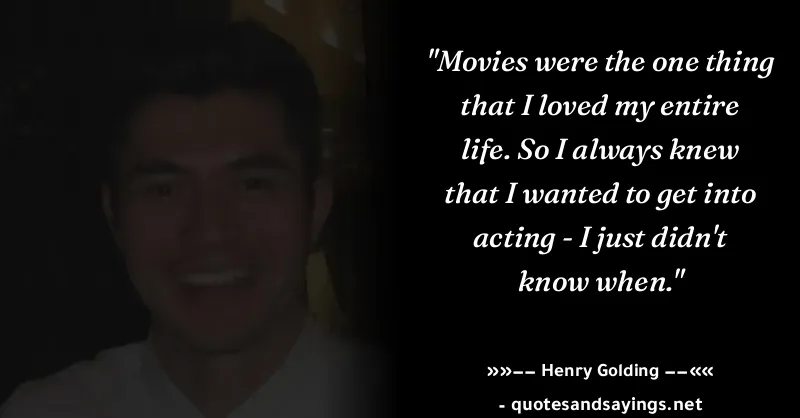 "Movies were the one thing
that I loved my entire
life. So I always knew
that I wanted to get into
acting - I just didn't
know when."
»»–– Henry Golding ––««
- quotesandsayings.net